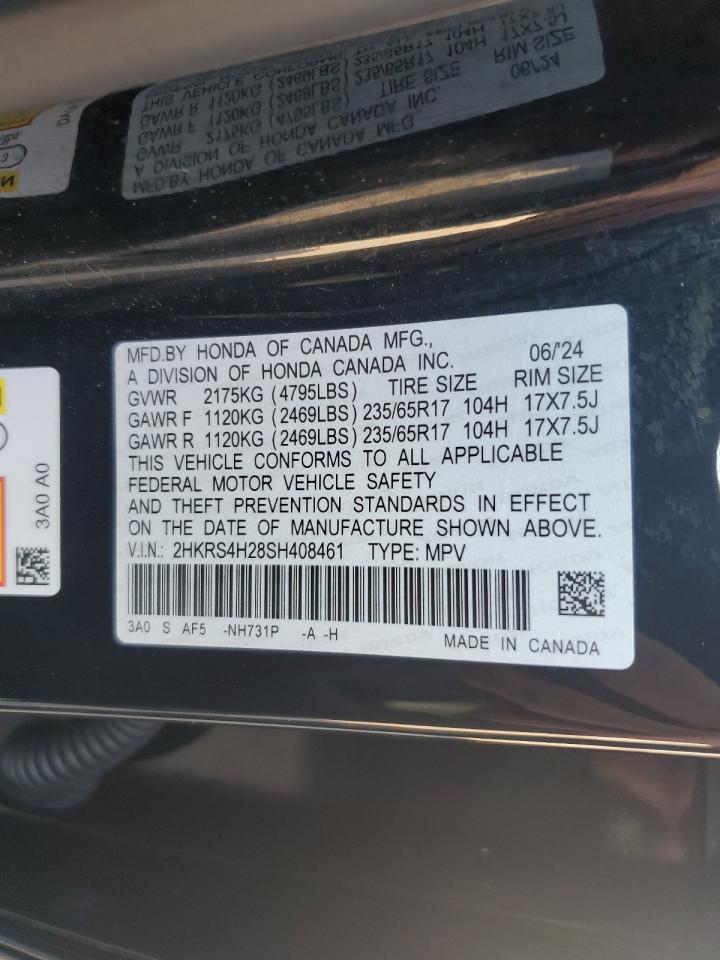 MFD.BY HONDA OF CANADA MFG.,
A DIVISION OF HONDA CANADA INC. 06/'24
GVWR 2175KG (4795LBS) TIRE SIZE RIM SIZE
GAWR F 1120KG (2469LBS) 235/65R17 104H 17X7.5J
GAWR R 1120KG (2469LBS) 235/65R17 104H 17X7.5J
THIS VEHICLE CONFORMS TO ALL APPLICABLE
FEDERAL MOTOR VEHICLE SAFETY
AND THEFT PREVENTION STANDARDS IN EFFECT
ON THE DATE OF MANUFACTURE SHOWN ABOVE.
V.I.N.: 2HKRS4H28SH408461 TYPE: MPV
3A0 S AF5 -NH731P -A -H
MADE IN CANADA
3A0 A0